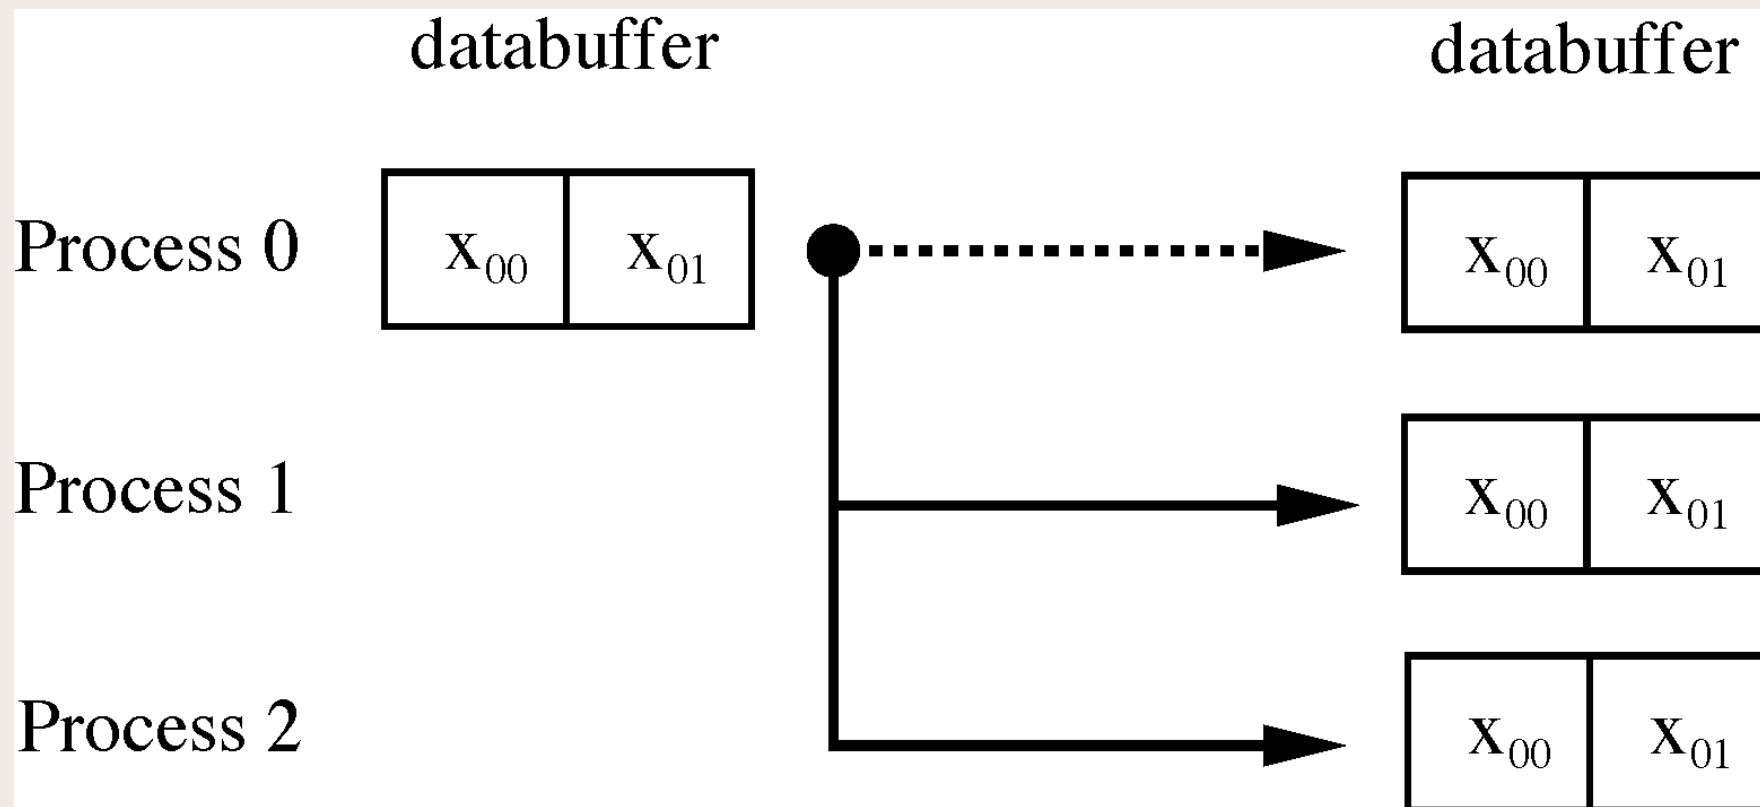 databuffer databuffer
Process 0 x₀₀ x₀₁ x₀₀ x₀₁
Process 1 x₀₀ x₀₁
Process 2 x₀₀ x₀₁